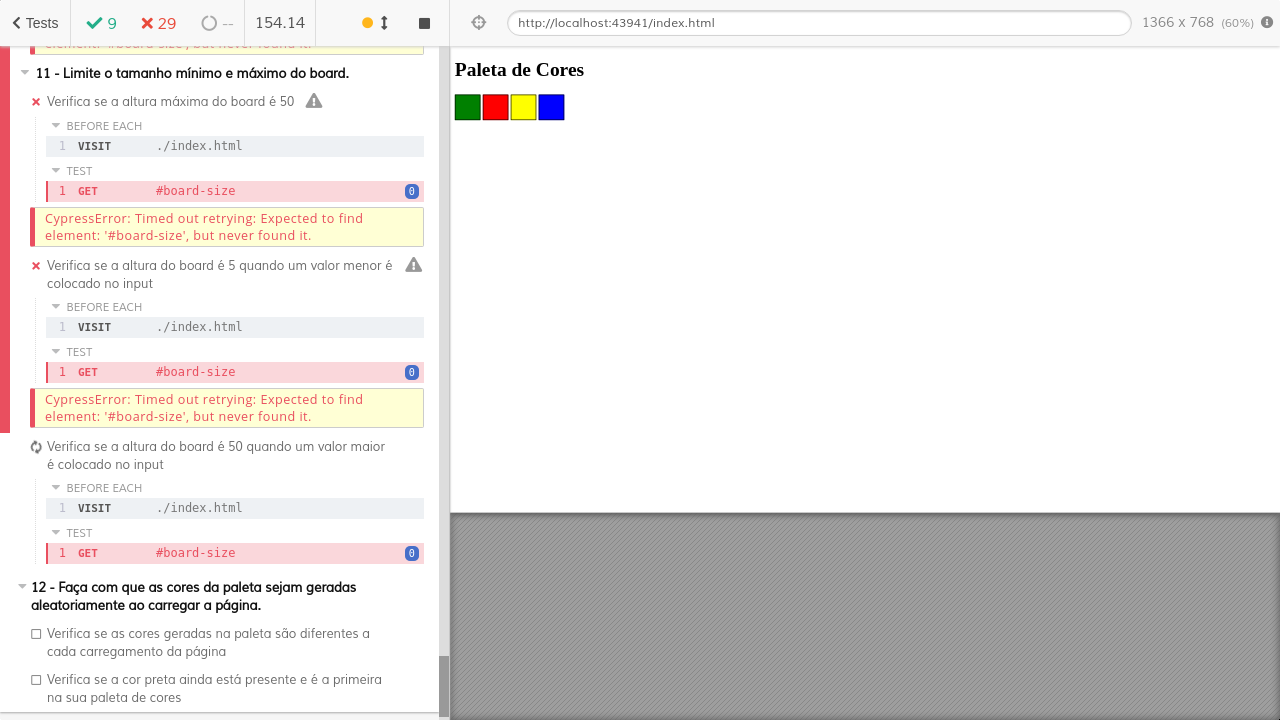 Tests
9
29
--
154.14
http://localhost:43941/index.html
1366 x 768 (60%)
element: '#board-size', but never found it.
11 - Limite o tamanho mínimo e máximo do board.
Verifica se a altura máxima do board é 50
BEFORE EACH
1 VISIT ./index.html
TEST
1 GET #board-size 0
CypressError: Timed out retrying: Expected to find
element: '#board-size', but never found it.
Verifica se a altura do board é 5 quando um valor menor é
colocado no input
BEFORE EACH
1 VISIT ./index.html
TEST
1 GET #board-size 0
CypressError: Timed out retrying: Expected to find
element: '#board-size', but never found it.
Verifica se a altura do board é 50 quando um valor maior
é colocado no input
BEFORE EACH
1 VISIT ./index.html
TEST
1 GET #board-size 0
12 - Faça com que as cores da paleta sejam geradas
aleatoriamente ao carregar a página.
Verifica se as cores geradas na paleta são diferentes a
cada carregamento da página
Verifica se a cor preta ainda está presente e é a primeira
na sua paleta de cores
Paleta de Cores